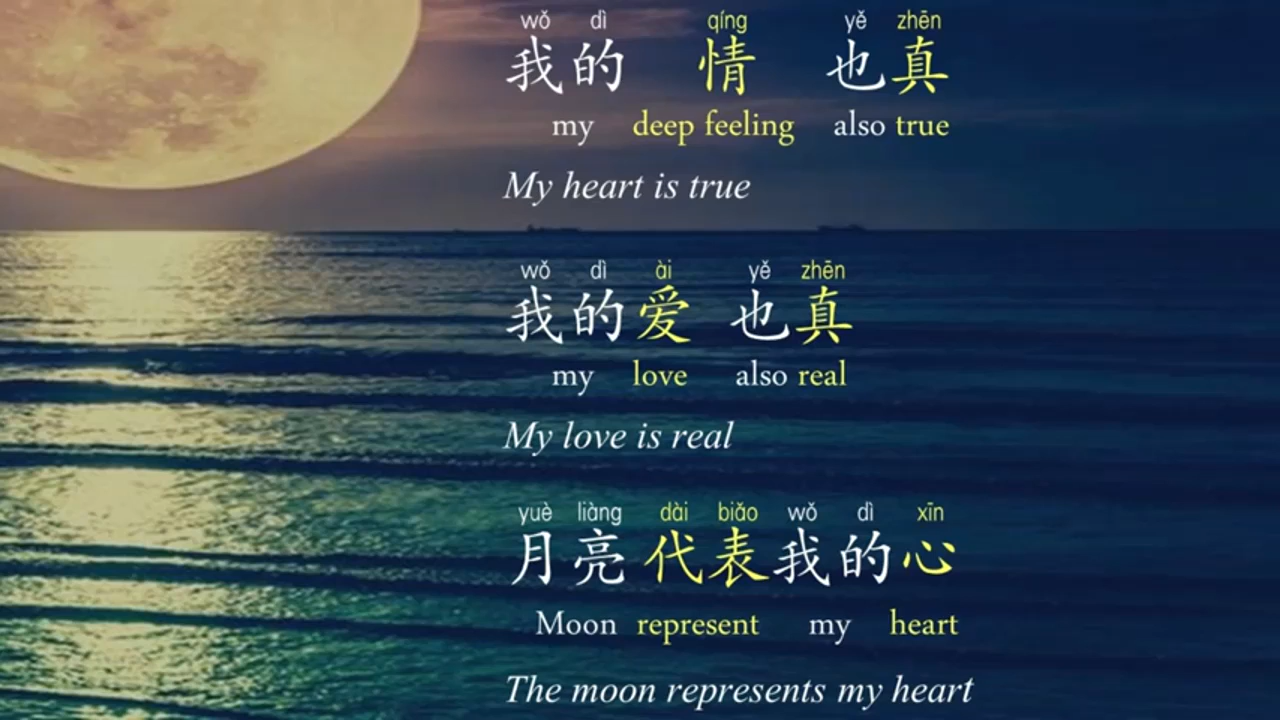 wǒ dì qíng yě zhēn
我的 情 也真
my deep feeling also true
My heart is true
wǒ dì ài yě zhēn
我的爱 也真
my love also real
My love is real
yuè liàng dài biǎo wǒ dì xīn
月亮代表我的心
Moon represent my heart
The moon represents my heart